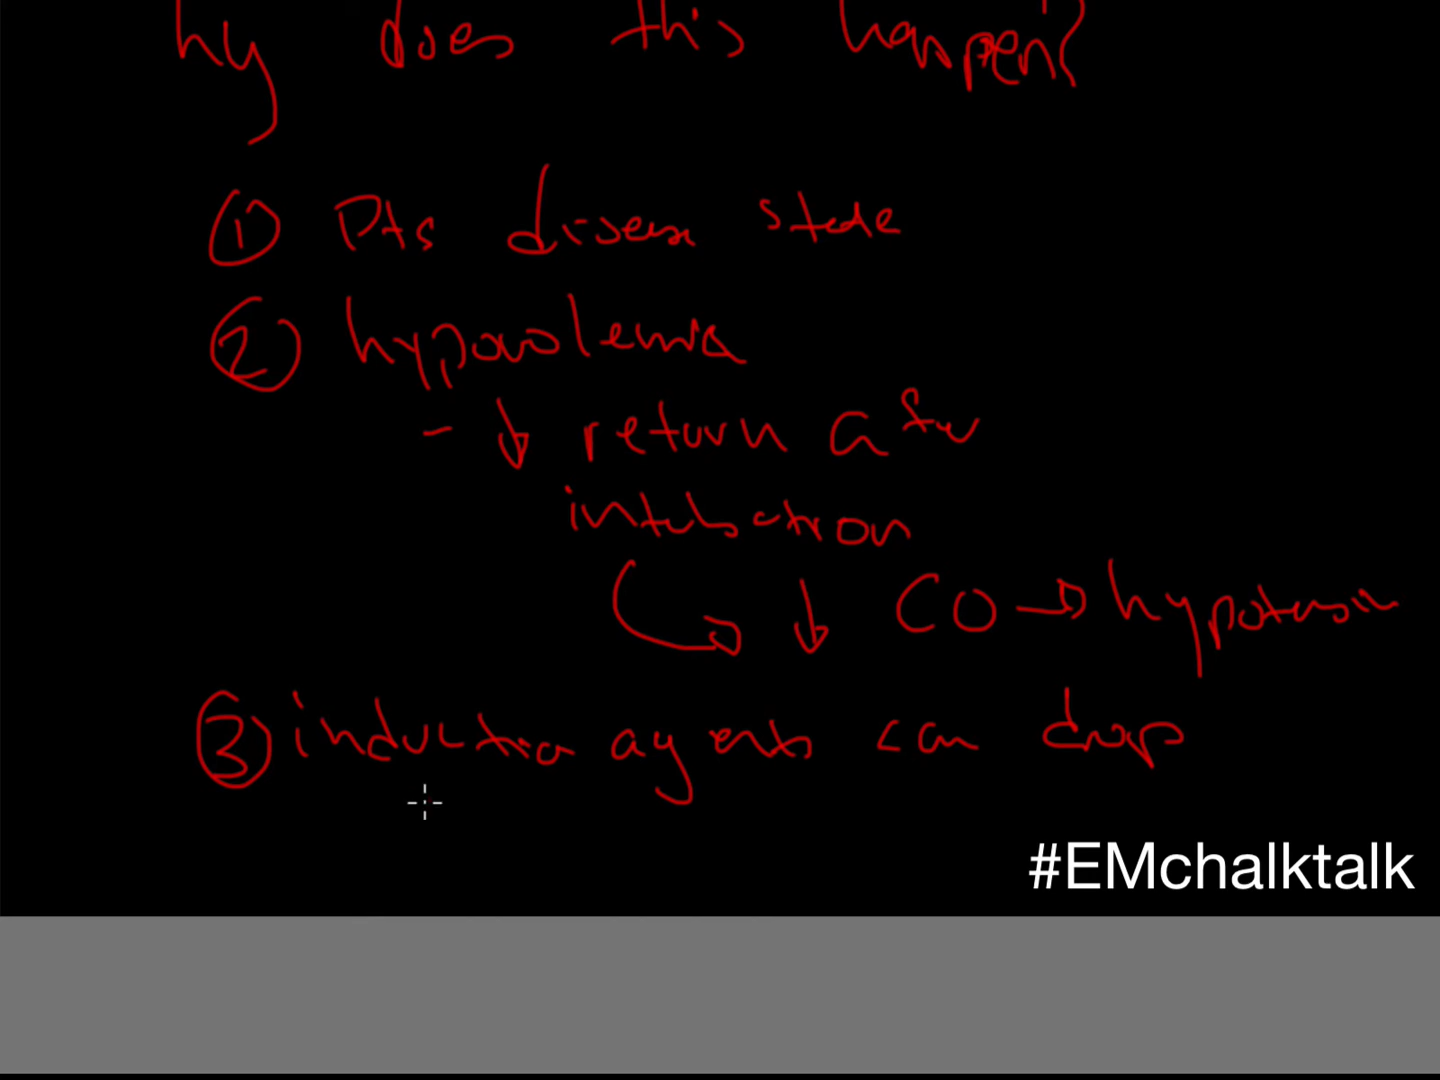 hy does this happen?
① Pts disease state
② hypovolemia
- ↓ return after
intubation
↓ CO → hypotension
③ induction agents can drop
#EMchalktalk